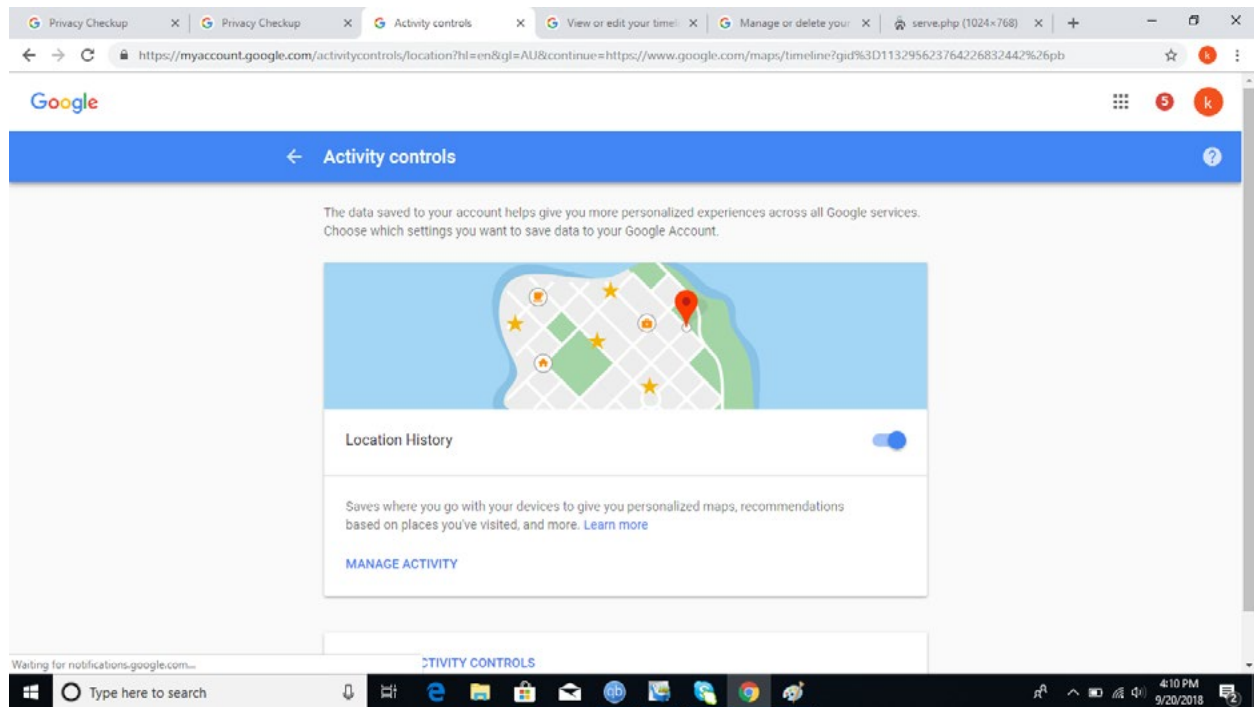 Privacy Checkup
Privacy Checkup
Activity controls
View or edit your timel
Manage or delete your
serve.php (1024×768)
https://myaccount.google.com/activitycontrols/location?hl=en&gl=AU&continue=https://www.google.com/maps/timeline?gid%3D113295623764226832442%26pb
k
Google
5
k
Activity controls
?
The data saved to your account helps give you more personalized experiences across all Google services.
Choose which settings you want to save data to your Google Account.
Location History
Saves where you go with your devices to give you personalized maps, recommendations
based on places you've visited, and more. Learn more
MANAGE ACTIVITY
CTIVITY CONTROLS
Waiting for notifications.google.com...
Type here to search
qb
4:10 PM
9/20/2018
2